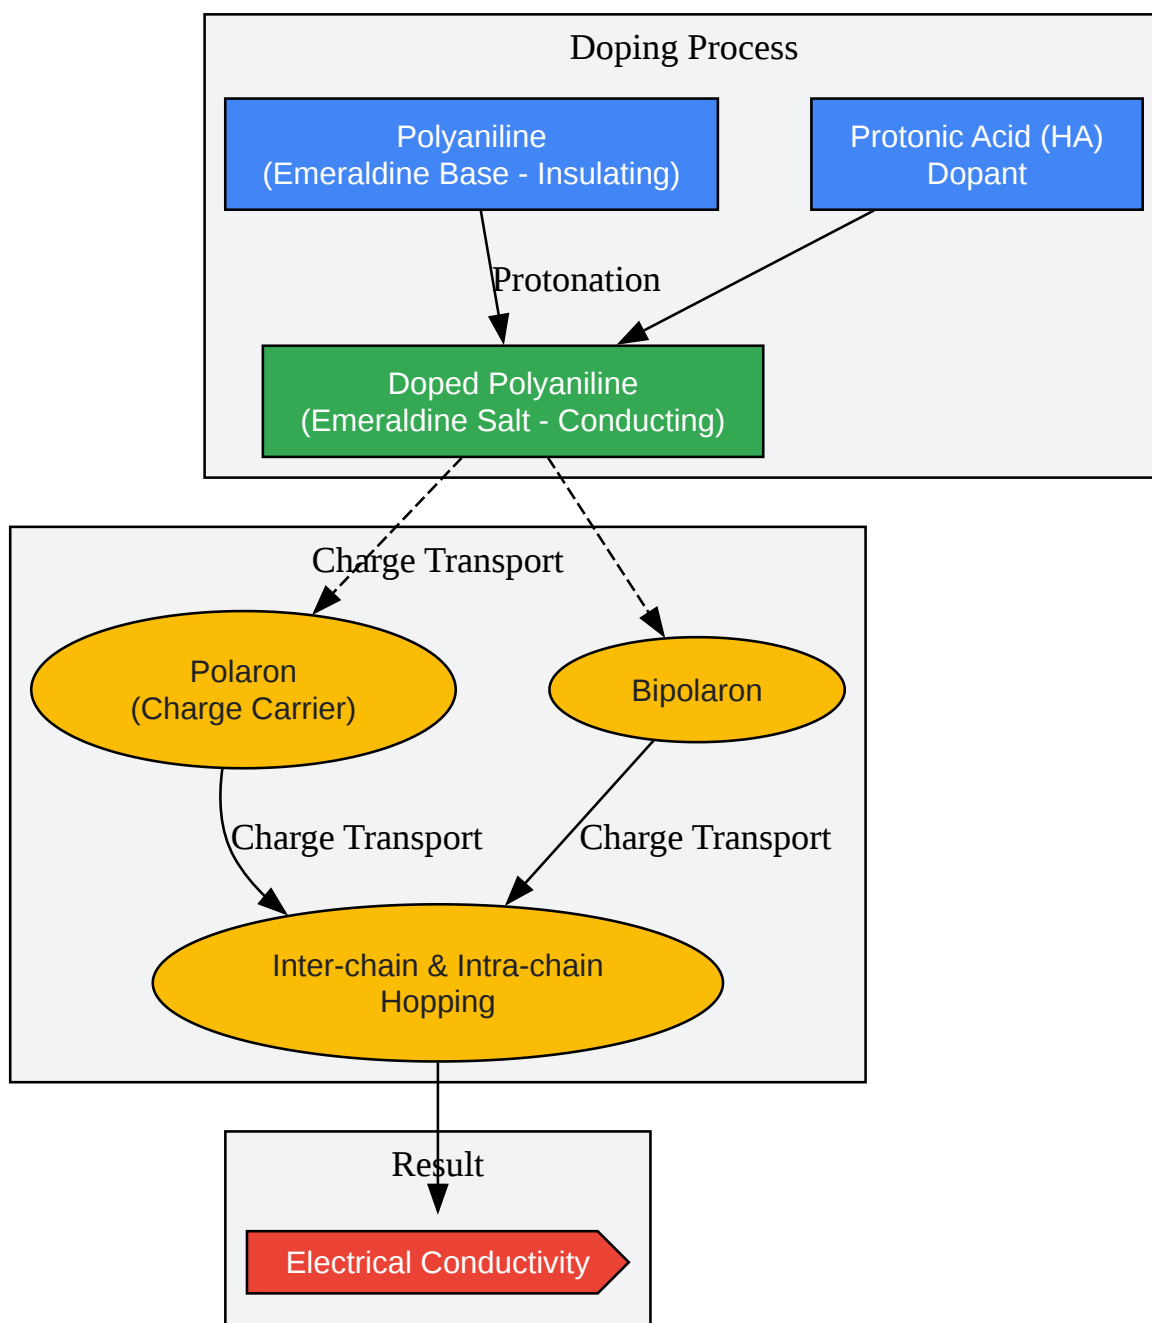 Doping Process
Polyaniline
(Emeraldine Base - Insulating)
Protonic Acid (HA)
Dopant
Protonation
Doped Polyaniline
(Emeraldine Salt - Conducting)
Charge Transport
Polaron
(Charge Carrier)
Bipolaron
Charge Transport
Charge Transport
Inter-chain & Intra-chain
Hopping
Result
Electrical Conductivity